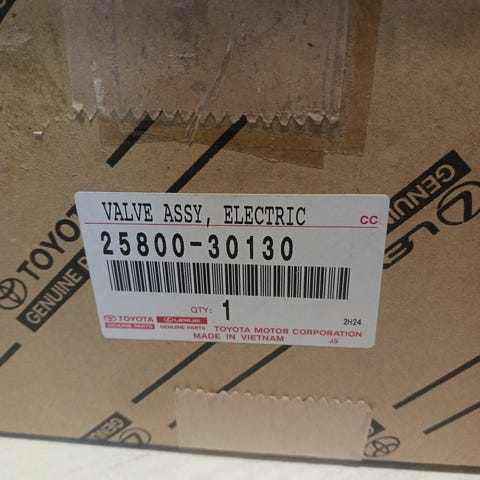 VALVE ASSY, ELECTRIC
CC
25800-30130
QTY: 1
2H24
TOYOTA LEXUS
GENUINE PARTS GENUINE PARTS TOYOTA MOTOR CORPORATION
MADE IN VIETNAM J5
TOYOTA
GENUINE
GENUINE
LEXUS